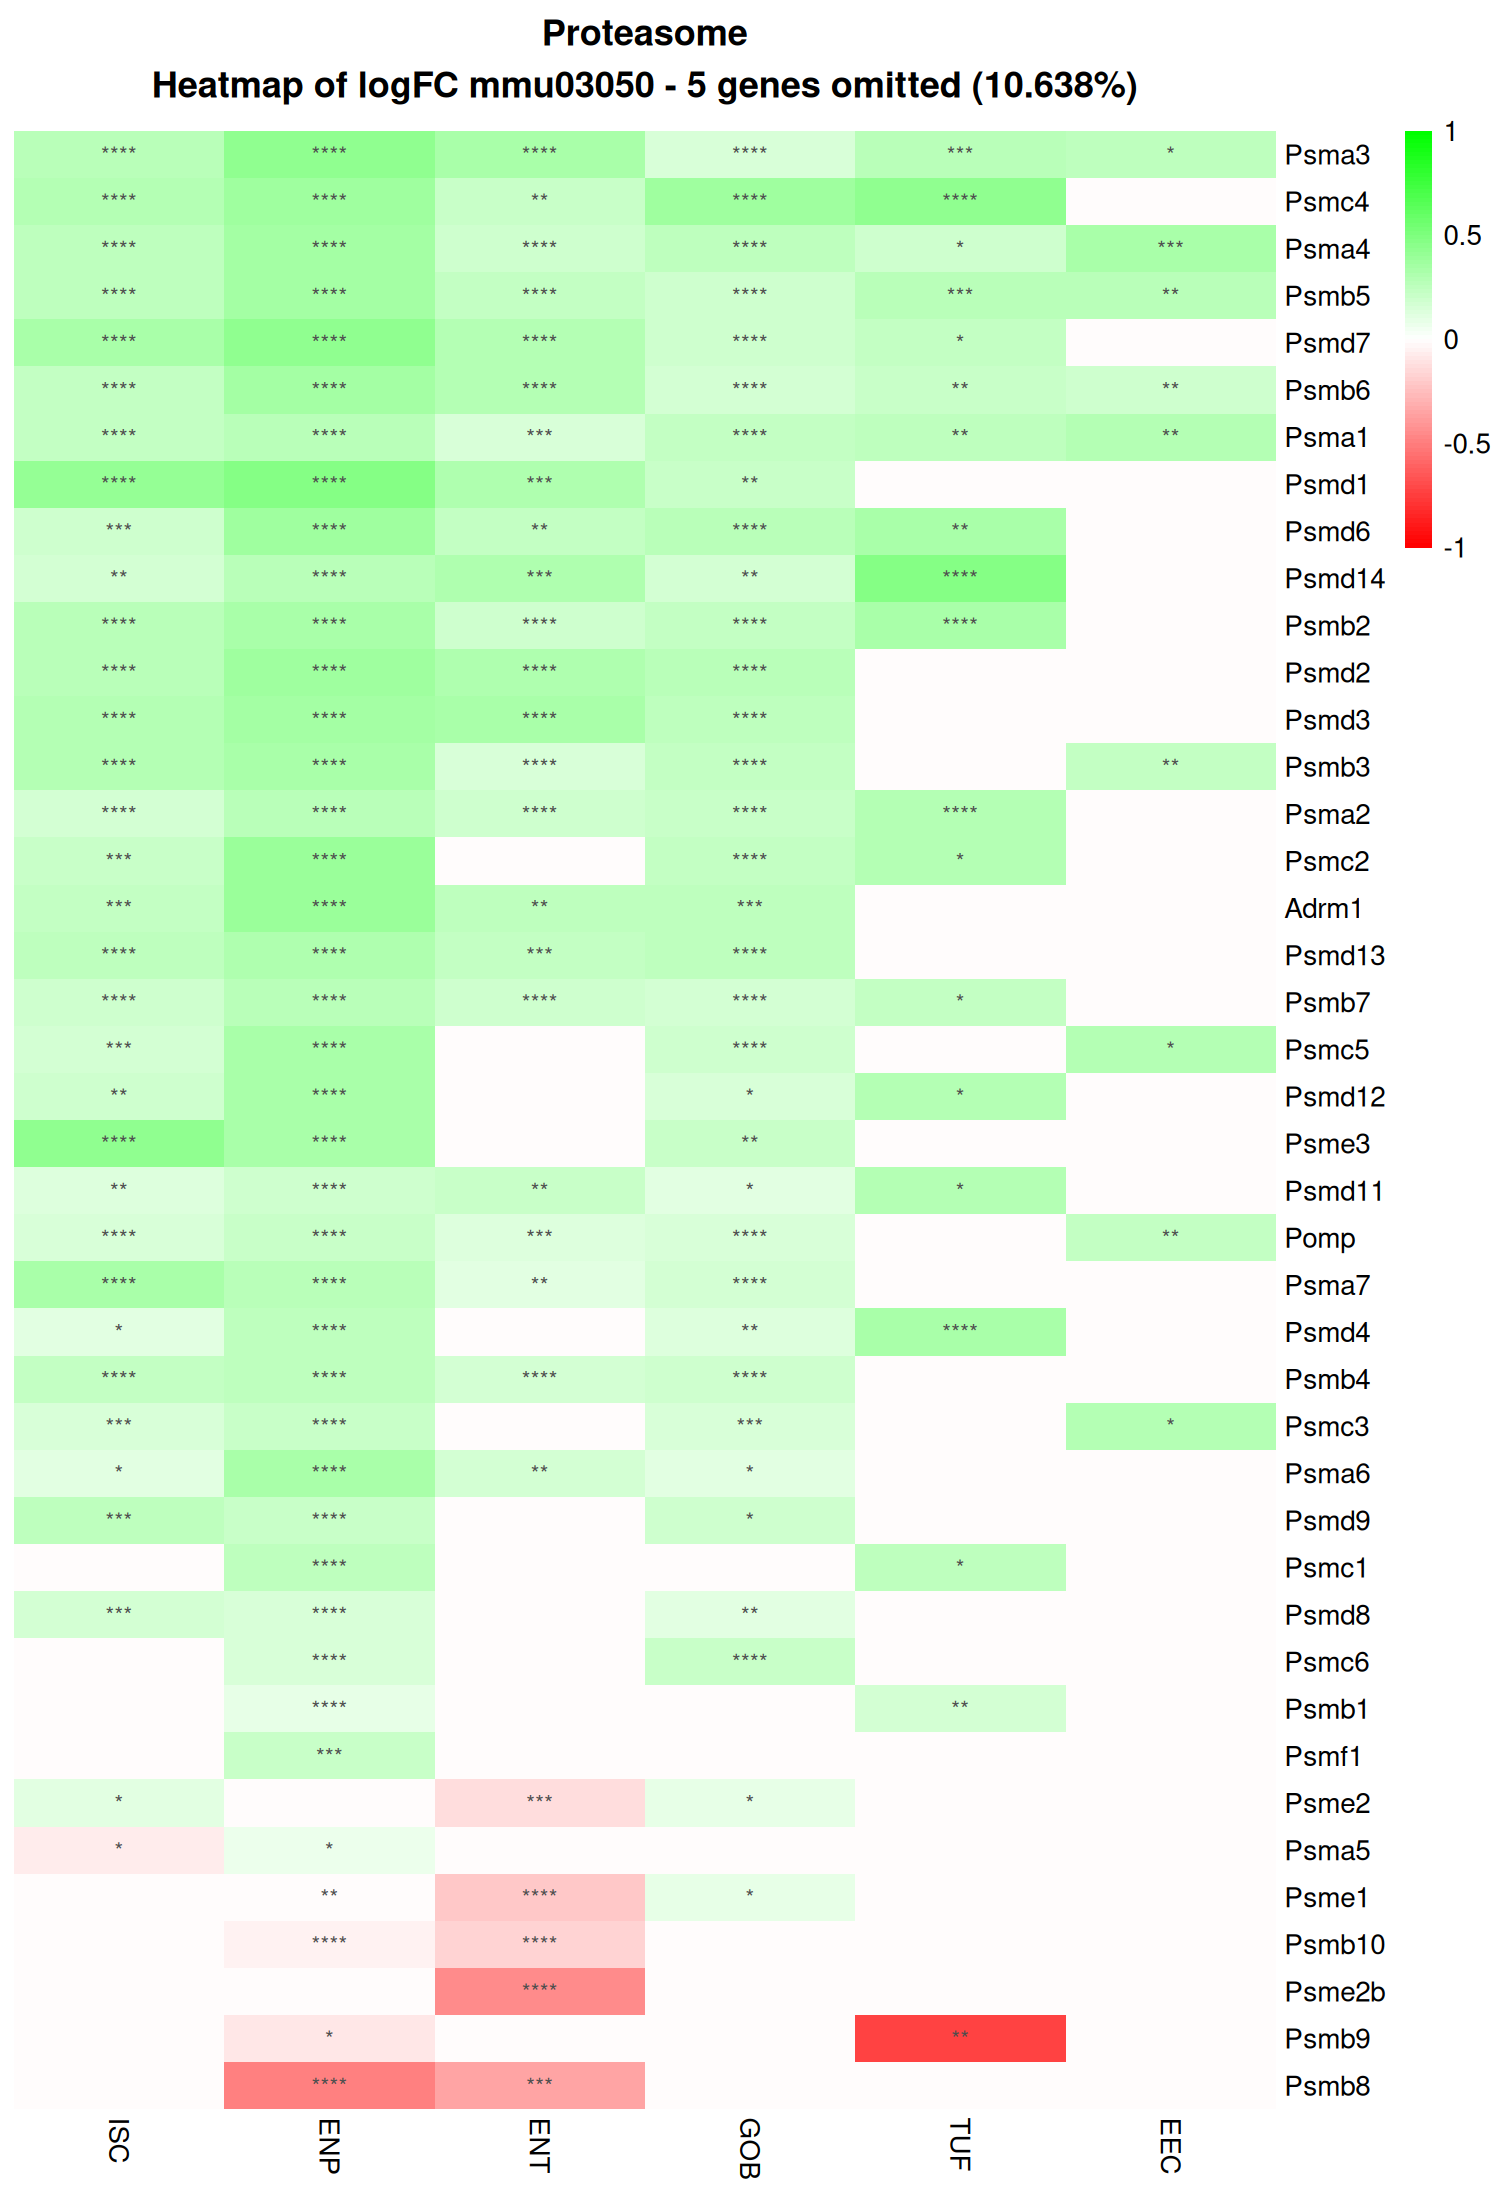 Proteasome
Heatmap of logFC mmu03050 - 5 genes omitted (10.638%)
**** **** **** **** *** * Psma3
**** **** ** **** **** Psmc4
**** **** **** **** * *** Psma4
**** **** **** **** *** ** Psmb5
**** **** **** **** * Psmd7
**** **** **** **** ** ** Psmb6
**** **** *** **** ** ** Psma1
**** **** *** ** Psmd1
*** **** ** **** ** Psmd6
** **** *** ** **** Psmd14
**** **** **** **** **** Psmb2
**** **** **** **** Psmd2
**** **** **** **** Psmd3
**** **** **** **** ** Psmb3
**** **** **** **** **** Psma2
*** **** **** * Psmc2
*** **** ** *** Adrm1
**** **** *** **** Psmd13
**** **** **** **** * Psmb7
*** **** **** * Psmc5
** **** * * Psmd12
**** **** ** Psme3
** **** ** * * Psmd11
**** **** *** **** ** Pomp
**** **** ** **** Psma7
* **** ** **** Psmd4
**** **** **** **** Psmb4
*** **** *** * Psmc3
* **** ** * Psma6
*** **** * Psmd9
**** * Psmc1
*** **** ** Psmd8
**** **** Psmc6
**** ** Psmb1
*** Psmf1
* *** * Psme2
* * Psma5
** **** * Psme1
**** **** Psmb10
**** Psme2b
* ** Psmb9
**** *** Psmb8
ISC ENP ENT GOB TUF EEC
1
0.5
0
-0.5
-1